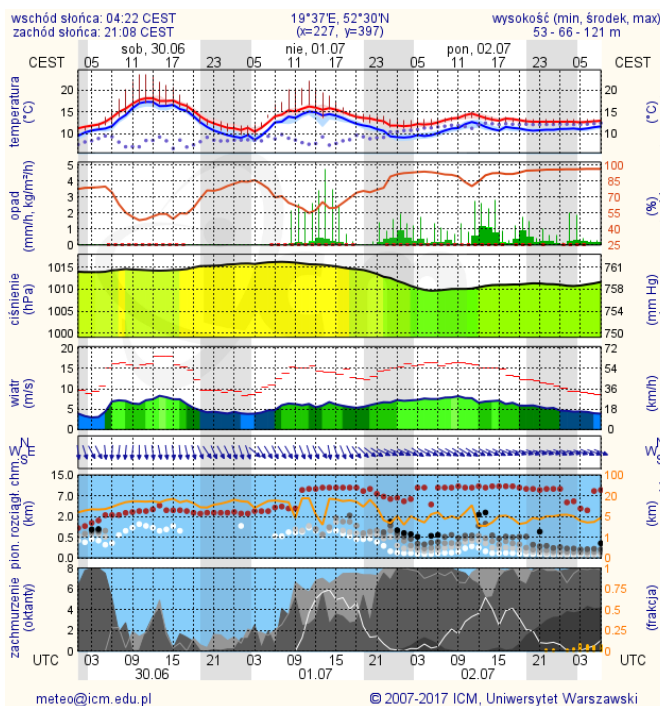 wschód słońca: 04:22 CEST 19°37'E, 52°30'N wysokość (min, środek, max)
zachód słońca: 21:08 CEST (x=227, y=397) 53 - 66 - 121 m
sob, 30.06 nie, 01.07 pon, 02.07
CEST 05 11 17 23 05 11 17 23 05 11 17 23 05 CEST
temperatura (°C) 20 15 10 20 15 10 (°C)
opad (mm/h, kg/m²/h) 5 4 3 2 1 0 100 85 70 55 40 25 (%)
ciśnienie (hPa) 1015 1010 1005 1000 761 758 754 750 (mm Hg)
wiatr (m/s) 20 15 10 5 0 72 54 36 18 0 (km/h)
N W E S N W S
pion. rozciągł. chm. (km) 15.0 7.0 2.0 0.5 0.0 100 20 5 1 0 (km)
zachmurzenie (oktanty) 8 6 4 2 0 1 0.75 0.5 0.25 0 (frakcja)
UTC 03 09 15 21 03 09 15 21 03 09 15 21 03 UTC
30.06 01.07 02.07
meteo@icm.edu.pl © 2007-2017 ICM, Uniwersytet Warszawski